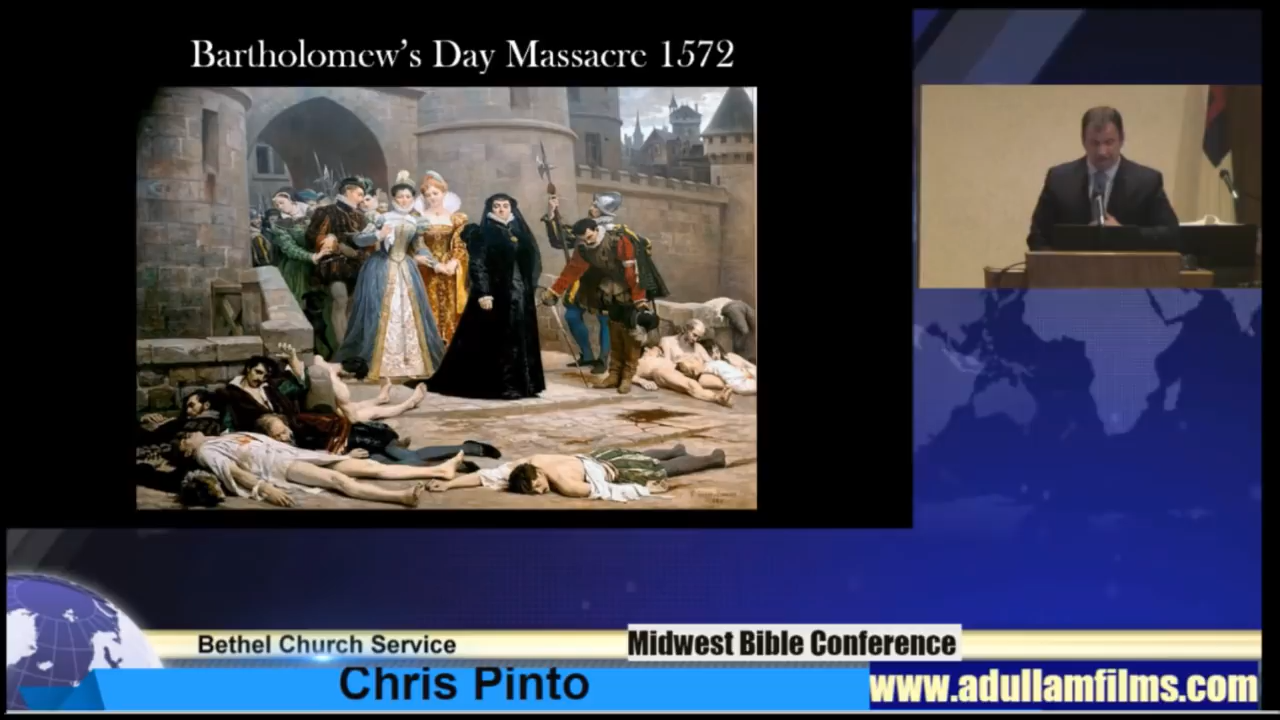 Bartholomew's Day Massacre 1572
Bethel Church Service
Midwest Bible Conference
Chris Pinto
www.adullamfilms.com